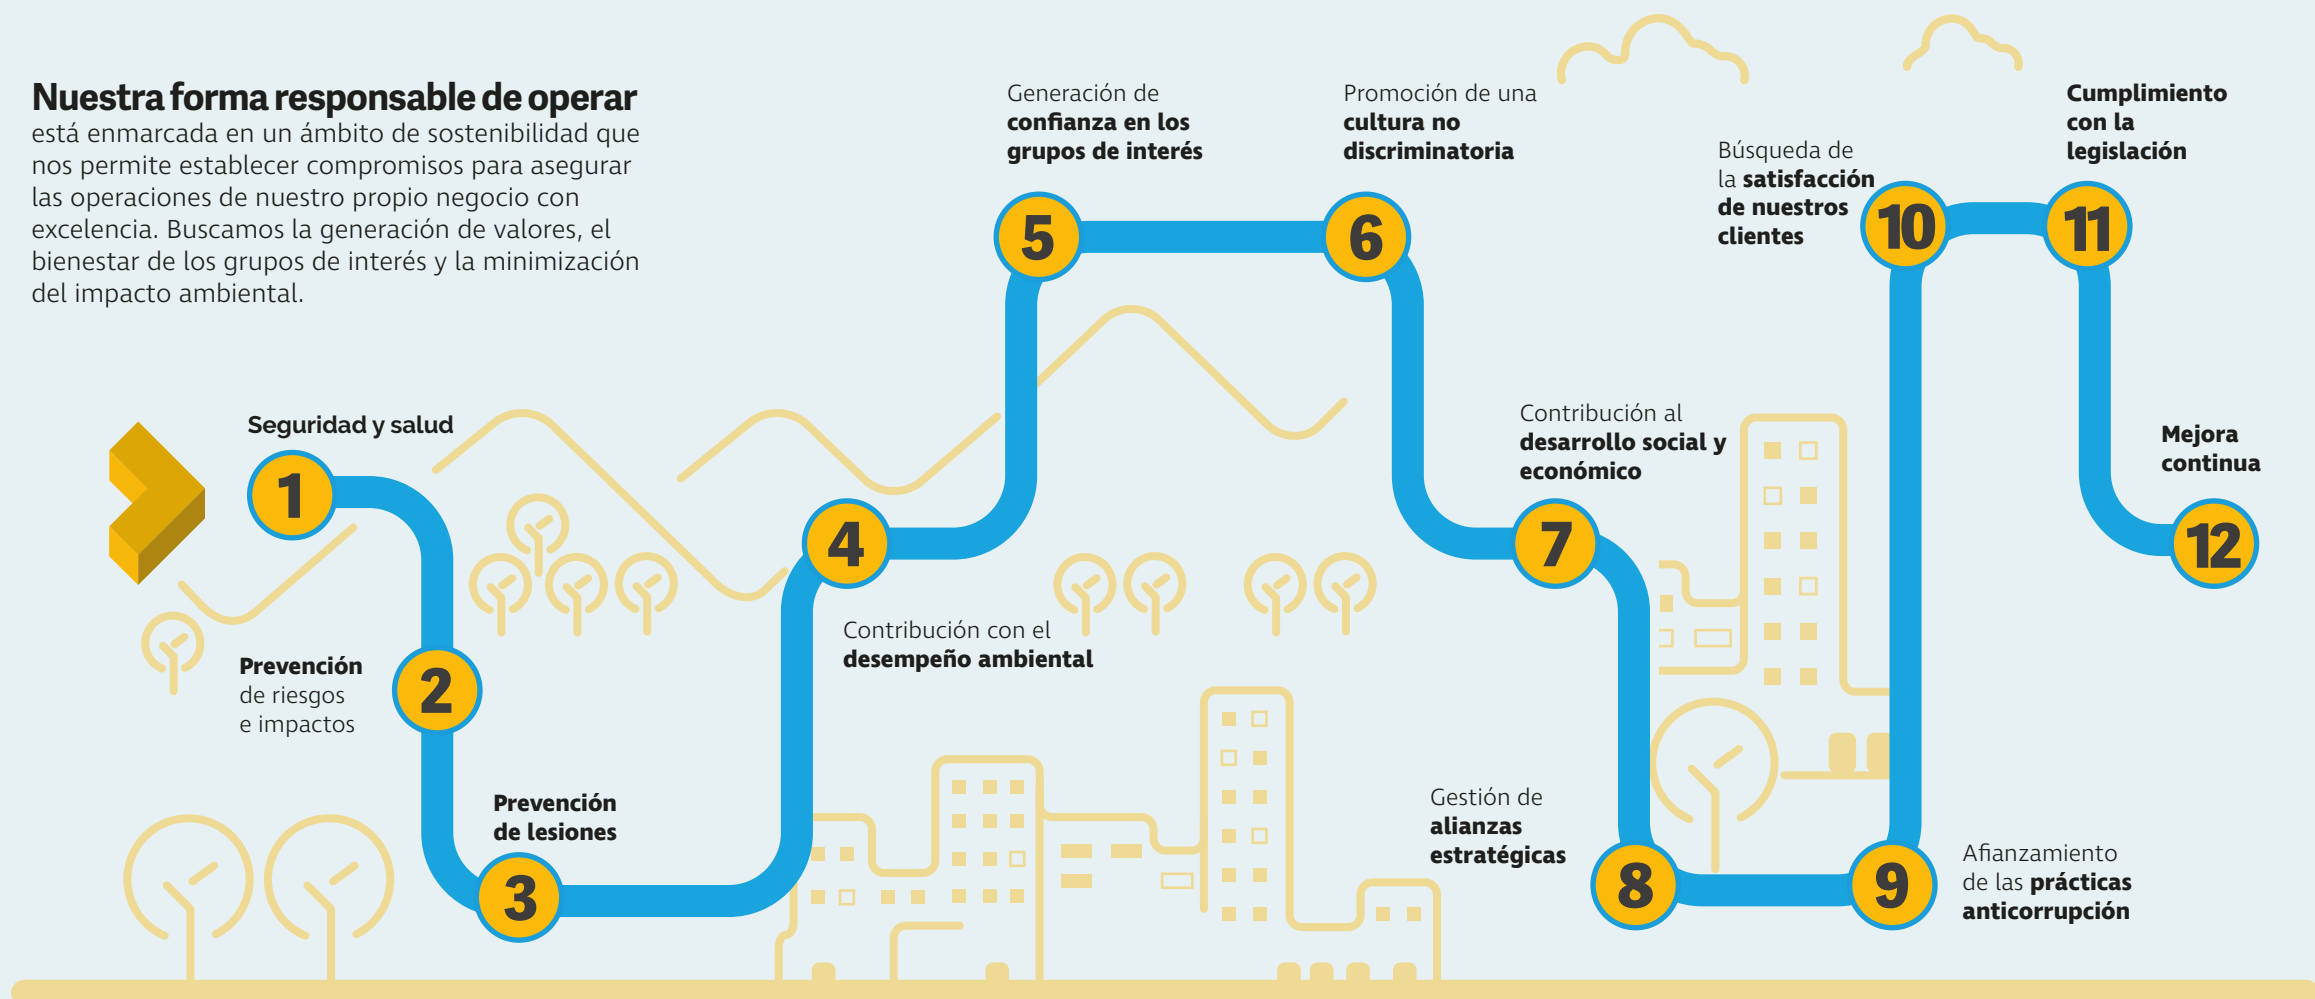 Nuestra forma responsable de operar
está enmarcada en un ámbito de sostenibilidad que
nos permite establecer compromisos para asegurar
las operaciones de nuestro propio negocio con
excelencia. Buscamos la generación de valores, el
bienestar de los grupos de interés y la minimización
del impacto ambiental.
Seguridad y salud
1
Prevención
de riesgos
e impactos
2
Prevención
de lesiones
3
4
Contribución con el
desempeño ambiental
Generación de
confianza en los
grupos de interés
5
Promoción de una
cultura no
discriminatoria
6
Contribución al
desarrollo social y
económico
7
Gestión de
alianzas
estratégicas
8
9
Afianzamiento
de las prácticas
anticorrupción
Búsqueda de
la satisfacción
de nuestros
clientes
10
Cumplimiento
con la
legislación
11
Mejora
continua
12